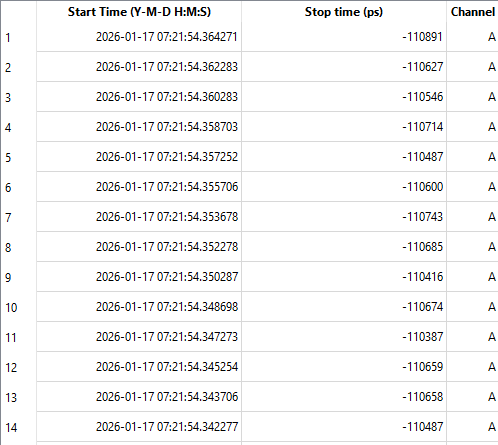 Start Time (Y-M-D H:M:S) Stop time (ps) Channel
1 2026-01-17 07:21:54.364271 -110891 A
2 2026-01-17 07:21:54.362283 -110627 A
3 2026-01-17 07:21:54.360283 -110546 A
4 2026-01-17 07:21:54.358703 -110714 A
5 2026-01-17 07:21:54.357252 -110487 A
6 2026-01-17 07:21:54.355706 -110600 A
7 2026-01-17 07:21:54.353678 -110743 A
8 2026-01-17 07:21:54.352278 -110685 A
9 2026-01-17 07:21:54.350287 -110416 A
10 2026-01-17 07:21:54.348698 -110674 A
11 2026-01-17 07:21:54.347273 -110387 A
12 2026-01-17 07:21:54.345254 -110659 A
13 2026-01-17 07:21:54.343706 -110658 A
14 2026-01-17 07:21:54.342277 -110487 A